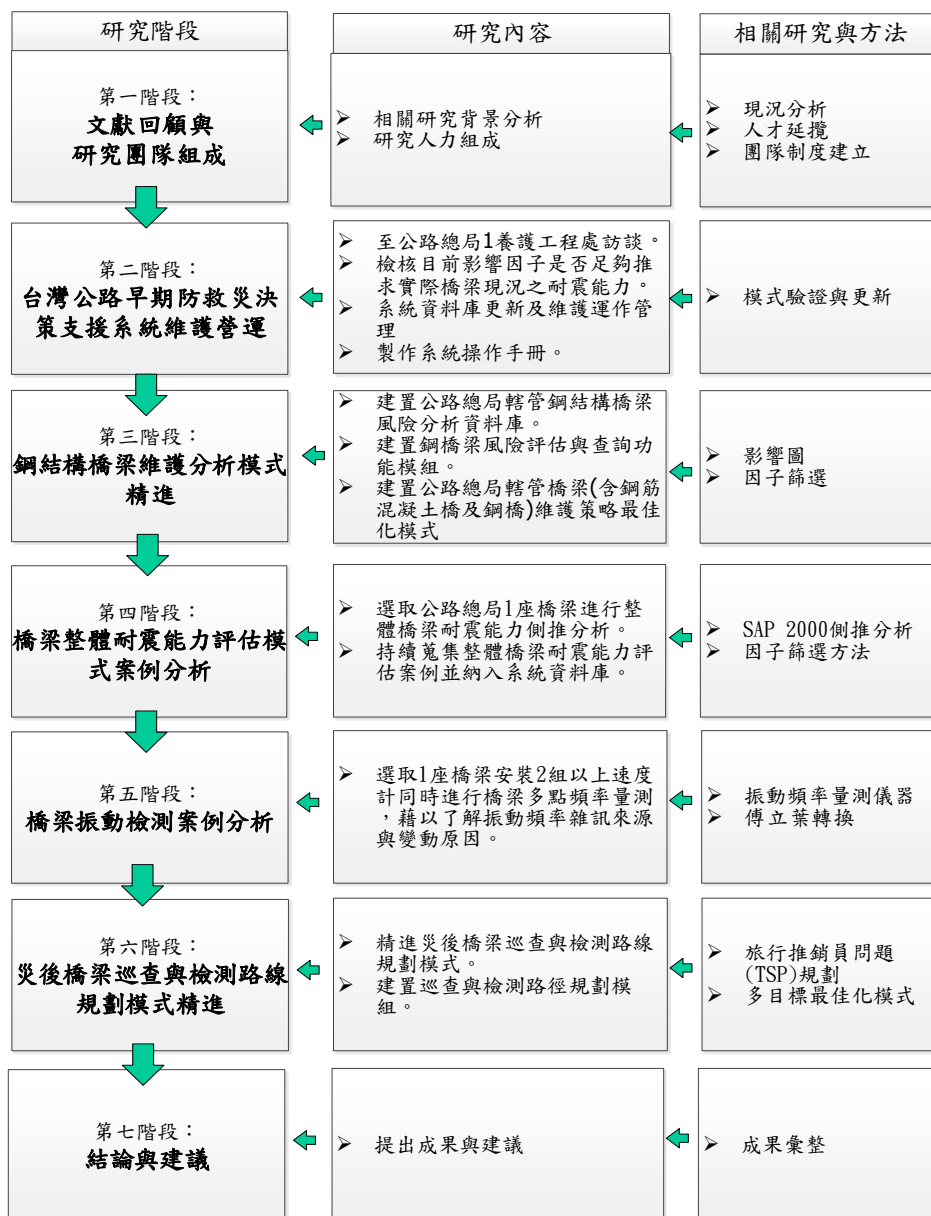 研究階段
研究內容
相關研究與方法
第一階段：
文獻回顧與
研究團隊組成
➢ 相關研究背景分析
➢ 研究人力組成
➢ 現況分析
➢ 人才延攬
➢ 團隊制度建立
第二階段：
台灣公路早期防救災決
策支援系統維護營運
➢ 至公路總局1養護工程處訪談。
➢ 檢核目前影響因子是否足夠推
求實際橋梁現況之耐震能力。
➢ 系統資料庫更新及維護運作管
理
➢ 製作系統操作手冊。
➢ 模式驗證與更新
第三階段：
鋼結構橋梁維護分析模式
精進
➢ 建置公路總局轄管鋼結構橋梁
風險分析資料庫。
➢ 建置鋼橋梁風險評估與查詢功
能模組。
➢ 建置公路總局轄管橋梁(含鋼筋
混凝土橋及鋼橋)維護策略最佳
化模式
➢ 影響圖
➢ 因子篩選
第四階段：
橋梁整體耐震能力評估模
式案例分析
➢ 選取公路總局1座橋梁進行整
體橋梁耐震能力側推分析。
➢ 持續蒐集整體橋梁耐震能力評
估案例並納入系統資料庫。
➢ SAP 2000側推分析
➢ 因子篩選方法
第五階段：
橋梁振動檢測案例分析
➢ 選取1座橋梁安裝2組以上速度
計同時進行橋梁多點頻率量測
，藉以了解振動頻率雜訊來源
與變動原因。
➢ 振動頻率量測儀器
➢ 傅立葉轉換
第六階段：
災後橋梁巡查與檢測路線
規劃模式精進
➢ 精進災後橋梁巡查與檢測路線
規劃模式。
➢ 建置巡查與檢測路徑規劃模
組。
➢ 旅行推銷員問題
(TSP)規劃
➢ 多目標最佳化模式
第七階段：
結論與建議
➢ 提出成果與建議
➢ 成果彙整